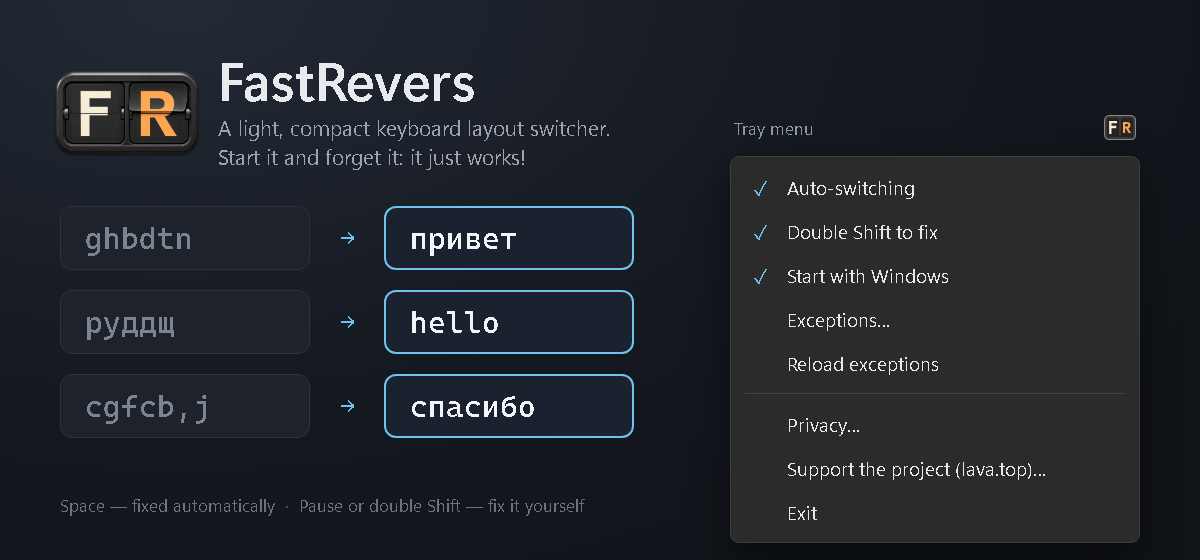 FR
FastRevers
A light, compact keyboard layout switcher.
Start it and forget it: it just works!
ghbdtn → привет
руддщ → hello
cgfcb,j → спасибо
Space — fixed automatically · Pause or double Shift — fix it yourself
Tray menu
FR
✓ Auto-switching
✓ Double Shift to fix
✓ Start with Windows
Exceptions...
Reload exceptions
Privacy...
Support the project (lava.top)...
Exit